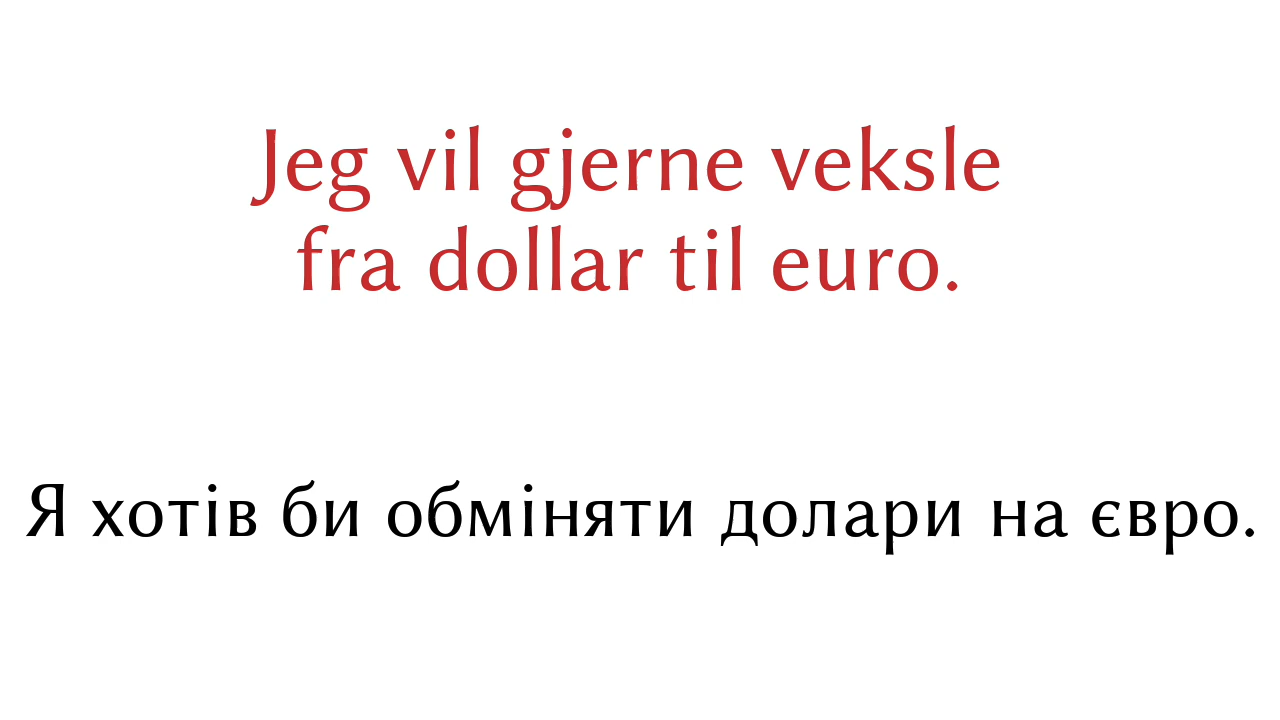 Jeg vil gjerne veksle
fra dollar til euro.
Я хотів би обміняти долари на євро.